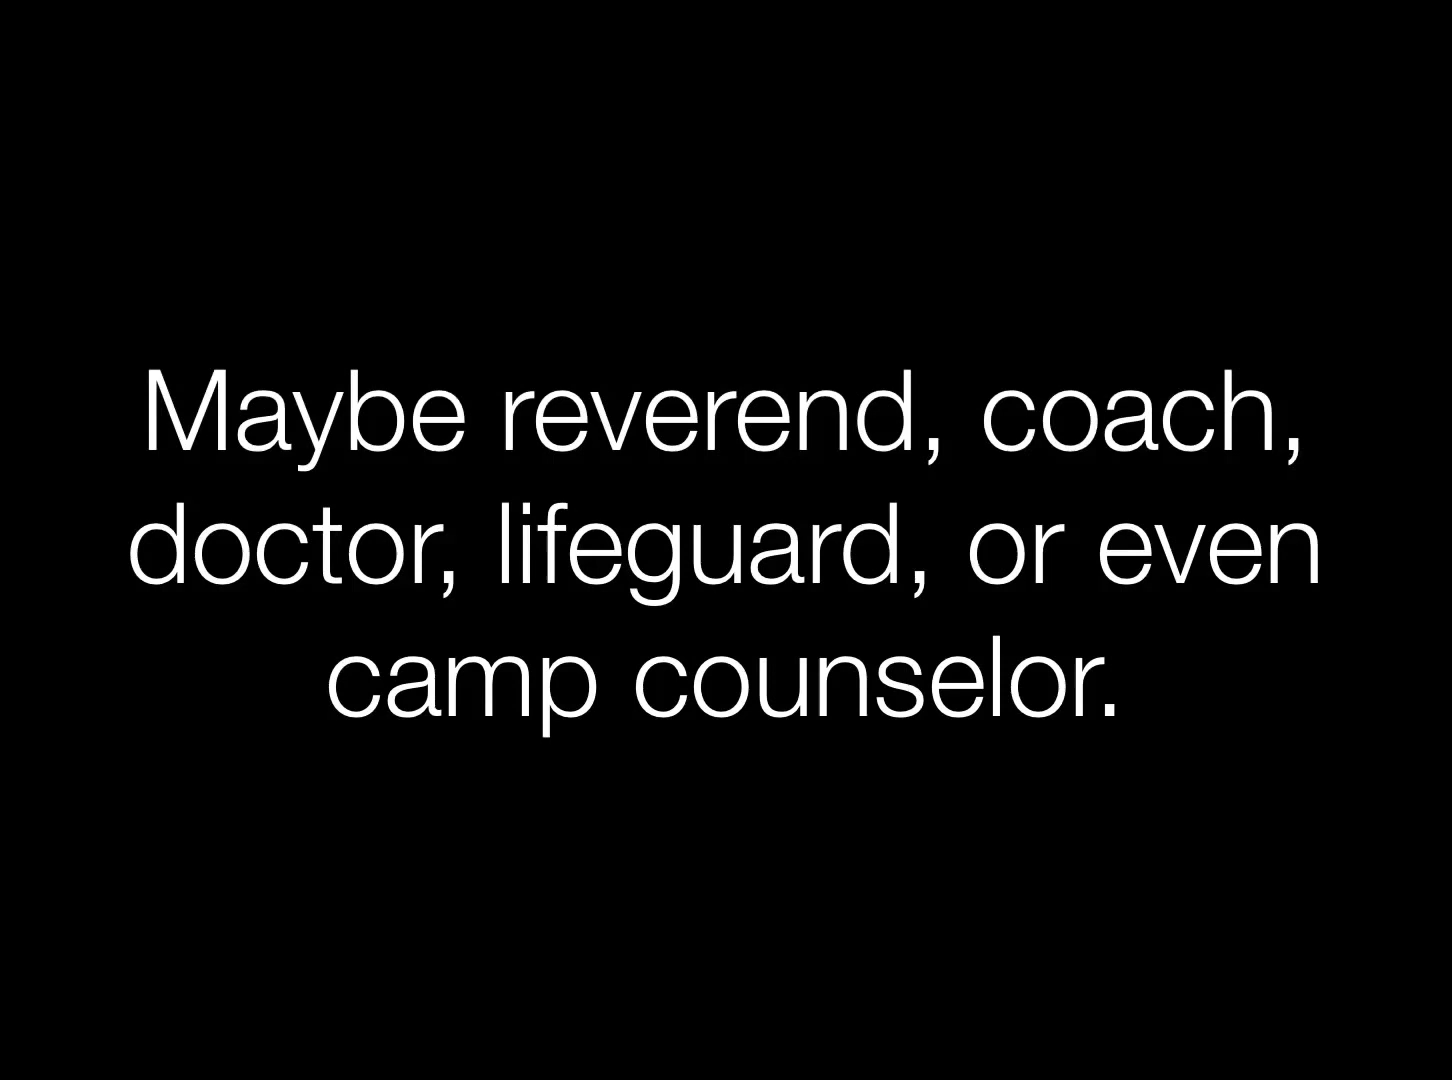 Maybe reverend, coach,
doctor, lifeguard, or even
camp counselor.